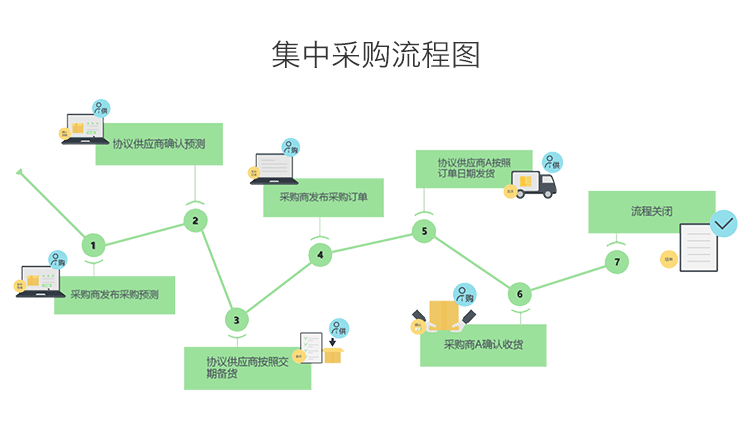 集中采购流程图
供
协议供应商确认预测
购
采购商发布采购订单
协议供应商A按照
订单日期发货
供
流程关闭
1
2
3
4
5
6
7
购
采购商发布采购预测
协议供应商按照交
期备货
供
购
采购商A确认收货